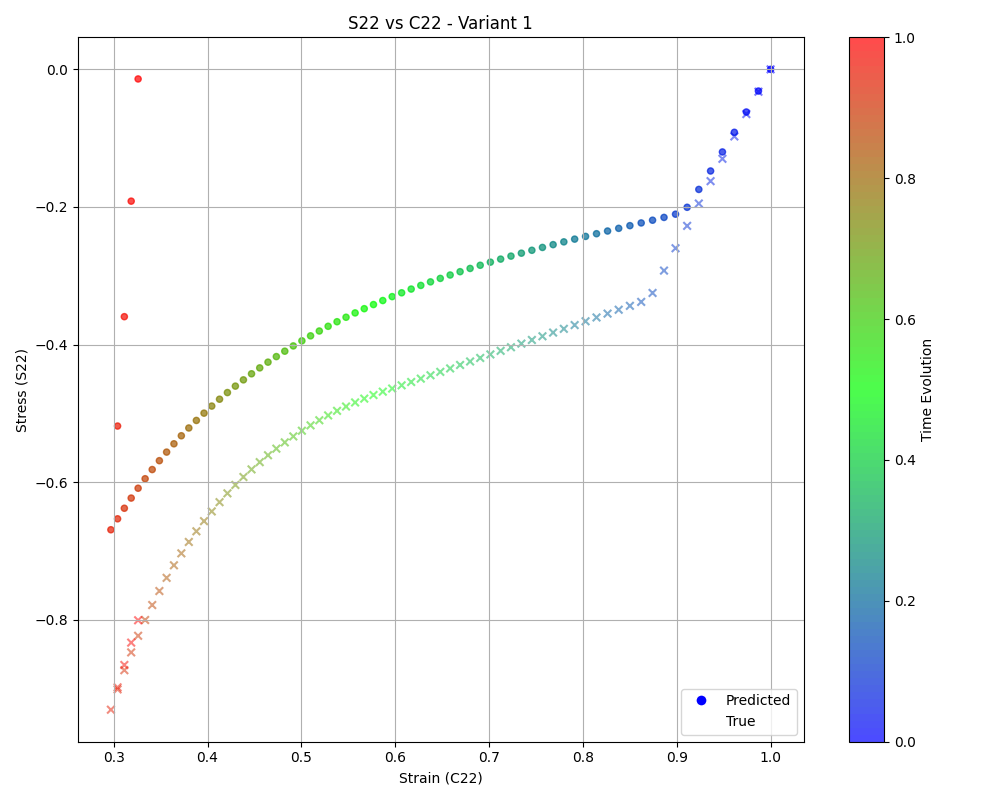 S22 vs C22 - Variant 1
0.0
−0.2
−0.4
−0.6
−0.8
Stress (S22)
0.3 0.4 0.5 0.6 0.7 0.8 0.9 1.0
Strain (C22)
Predicted
True
1.0
0.8
0.6
0.4
0.2
0.0
Time Evolution